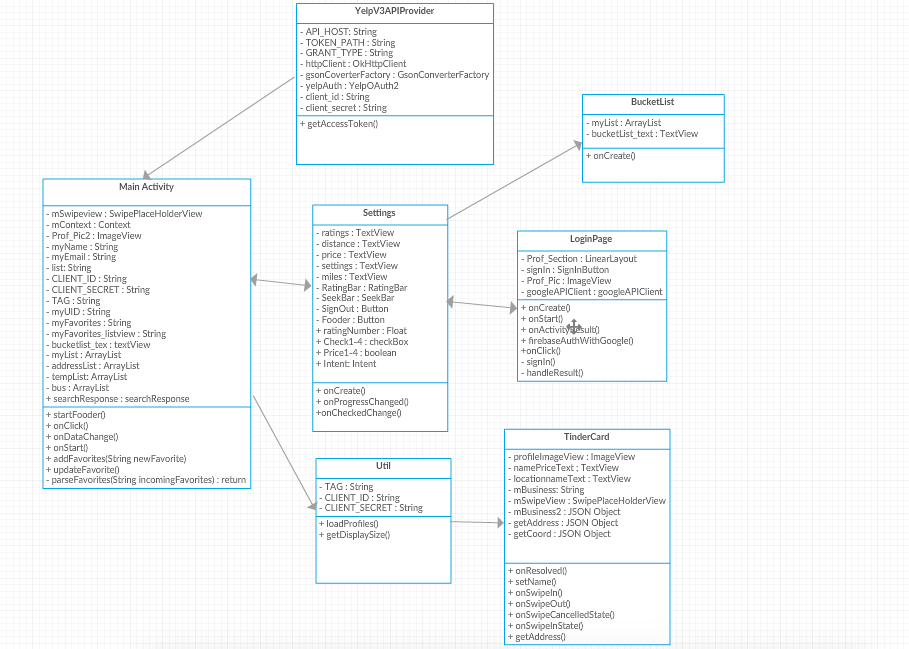 YelpV3APIProvider
- API_HOST: String
- TOKEN_PATH : String
- GRANT_TYPE : String
- httpClient : OkHttpClient
- gsonCoverterFactory : GsonConverterFactory
- yelpAuth : YelpOAuth2
- client_id : String
- client_secret : String
+ getAccessToken()
BucketList
- myList : ArrayList
- bucketList_text : TextView
+ onCreate()
Main Activity
- mSwipeview : SwipePlaceHolderView
- mContext : Context
- Prof_Pic2 : ImageView
- myName : String
- myEmail : String
- list: String
- CLIENT_ID : String
- CLIENT_SECRET : String
- TAG : String
- myUID : String
- myFavorites : String
- myFavorites_listview : String
- bucketlist_tex : textView
- myList : ArrayList
- addressList : ArrayList
- tempList: ArrayList
- bus : ArrayList
+ searchResponse : searchResponse
+ startFooder()
+ onClick()
+ onDataChange()
+ onStart()
+ addFavorites(String newFavorite)
+ updateFavorite()
- parseFavorites(String incomingFavorites) : return
Settings
- ratings : TextView
- distance : TextView
- price : TextView
- settings : TextView
- miles : TextView
- RatingBar : RatingBar
- SeekBar : SeekBar
- SignOut : Button
- Fooder : Button
+ ratingNumber : Float
+ Check1-4 : checkBox
+ Price1-4 : boolean
+ Intent: Intent
+ onCreate()
+ onProgressChanged()
+onCheckedChange()
LoginPage
- Prof_Section : LinearLayout
- signIn : SignInButton
- Prof_Pic : ImageView
- googleAPIClient : googleAPIClient
+ onCreate()
+ onStart()
+ onActivityResult()
+ firebaseAuthWithGoogle()
+onClick()
- signIn()
- handleResult()
Util
- TAG : String
- CLIENT_ID : String
- CLIENT_SECRET : String
+ loadProfiles()
+ getDisplaySize()
TinderCard
- profileImageView : ImageView
- namePriceText ; TextView
- locationnameText : TextView
- mBusiness: String
- mSwipeView : SwipePlaceHolderView
- mBusiness2 : JSON Object
- getAddress : JSON Object
- getCoord : JSON Object
+ onResolved()
+ setName()
+ onSwipeIn()
+ onSwipeOut()
+ onSwipeCancelledState()
+ onSwipeInState()
+ getAddress()